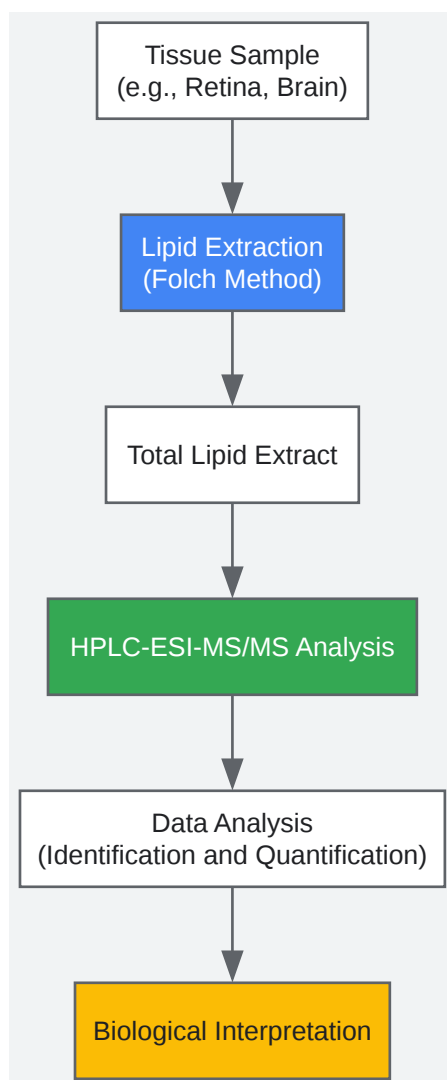 Tissue Sample
(e.g., Retina, Brain)
Lipid Extraction
(Folch Method)
Total Lipid Extract
HPLC-ESI-MS/MS Analysis
Data Analysis
(Identification and Quantification)
Biological Interpretation